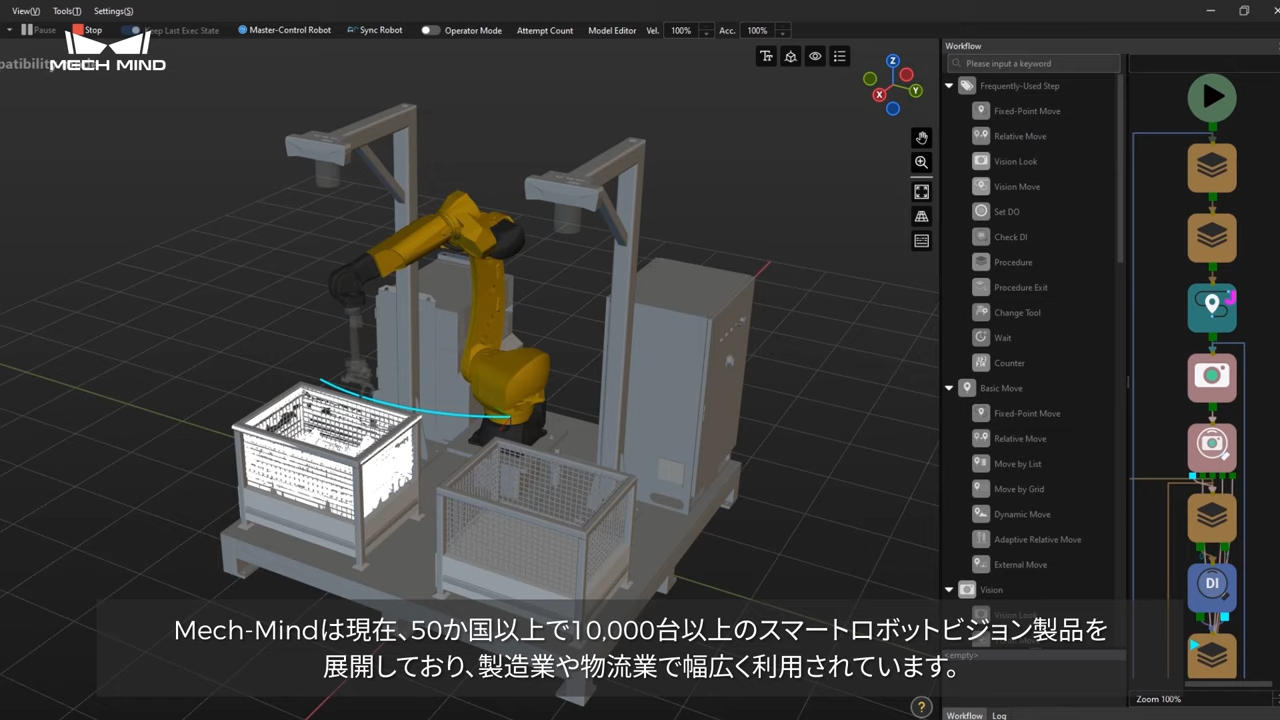 View(V) Tools(T) Settings(S)
Pause Stop Keep Last Exec State Master-Control Robot Sync Robot Operator Mode Attempt Count Model Editor Vel. 100% Acc. 100%
MECH MIND
Z
X
Y
Workflow
Please input a keyword
Frequently-Used Step
Fixed-Point Move
Relative Move
Vision Look
Vision Move
Set DO
Check DI
Procedure
Procedure Exit
Change Tool
Wait
Counter
Basic Move
Fixed-Point Move
Relative Move
Move by List
Move by Grid
Dynamic Move
Adaptive Relative Move
External Move
Vision
Vision Look
J
DI
Mech-Mindは現在、50か国以上で10,000台以上のスマートロボットビジョン製品を
展開しており、製造業や物流業で幅広く利用されています。
<empty>
Zoom 100%
?
Workflow Log